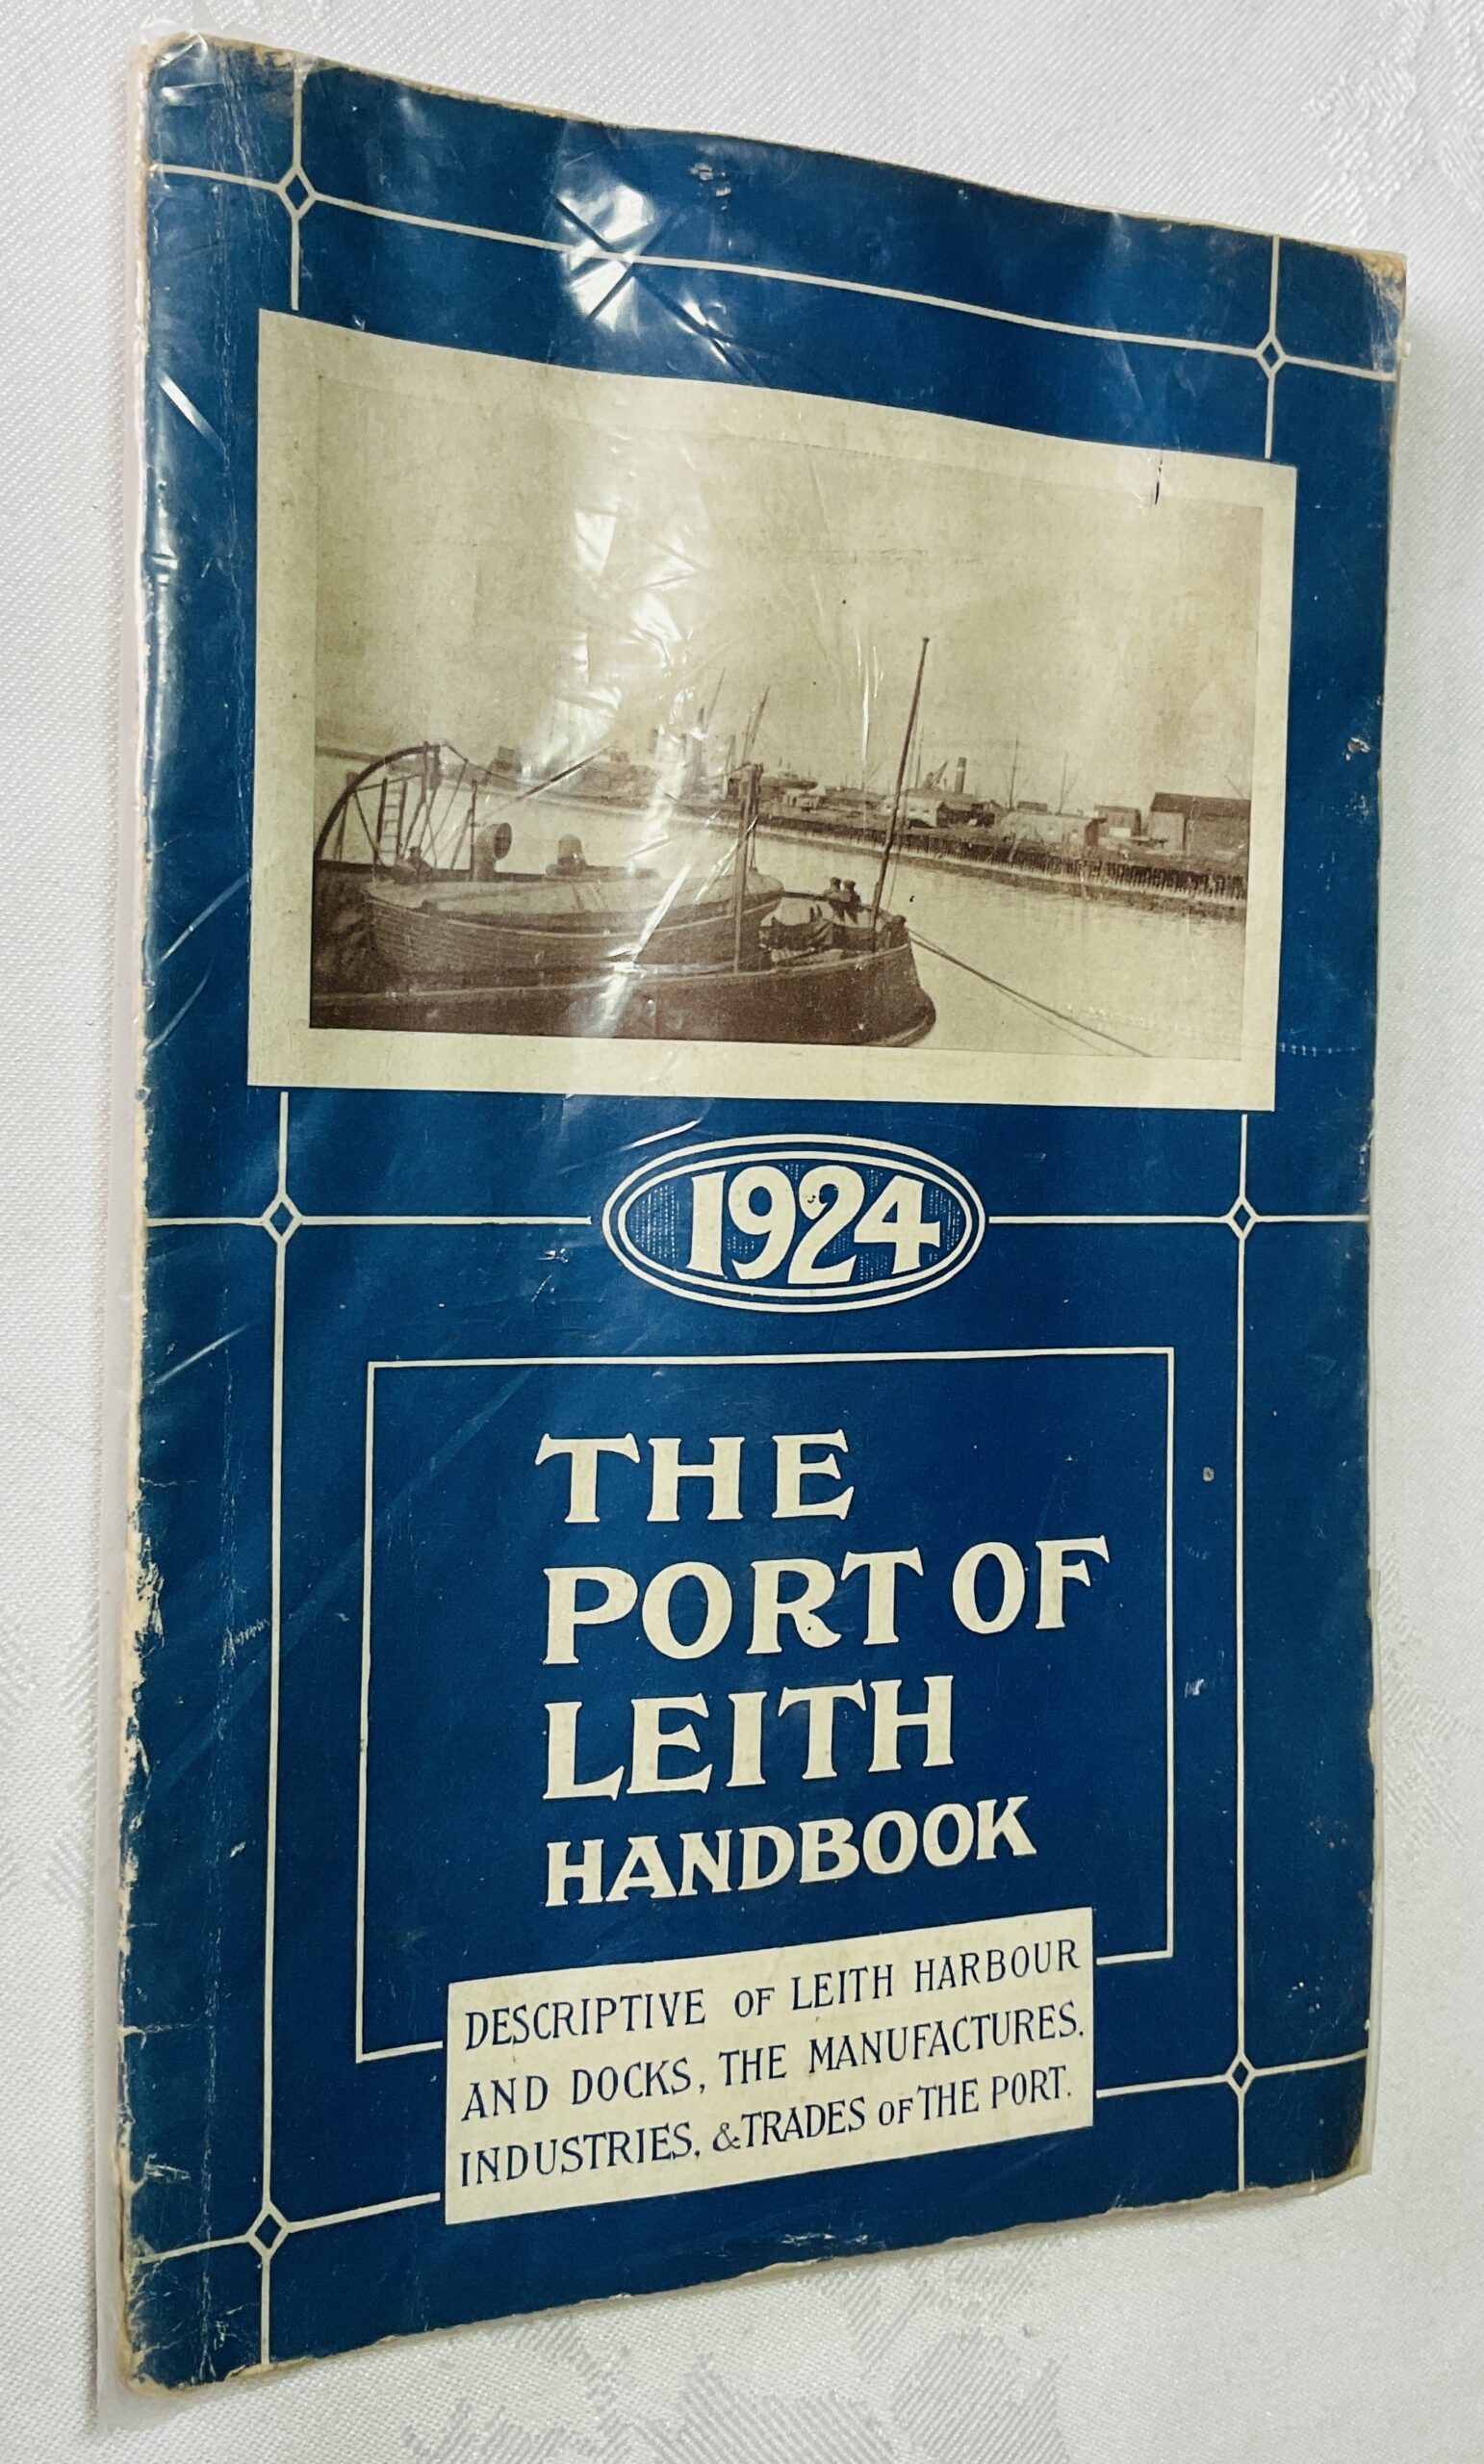 1924
THE
PORT OF
LEITH
HANDBOOK
DESCRIPTIVE OF LEITH HARBOUR
AND DOCKS, THE MANUFACTURES,
INDUSTRIES, & TRADES OF THE PORT.